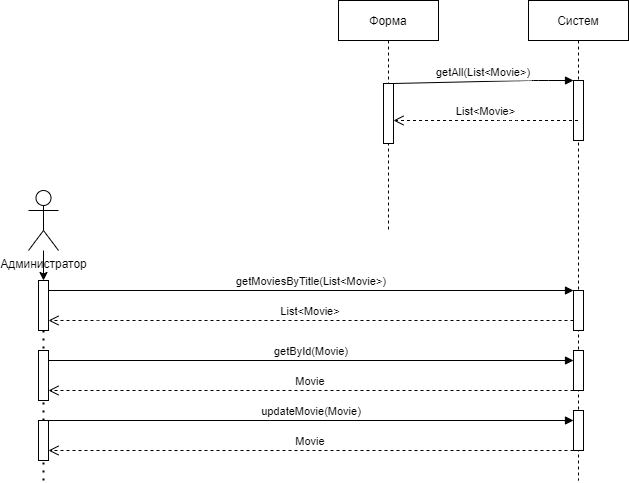 Форма
Систем
getAll(List<Movie>)
List<Movie>
Администратор
getMoviesByTitle(List<Movie>)
List<Movie>
getById(Movie)
Movie
updateMovie(Movie)
Movie